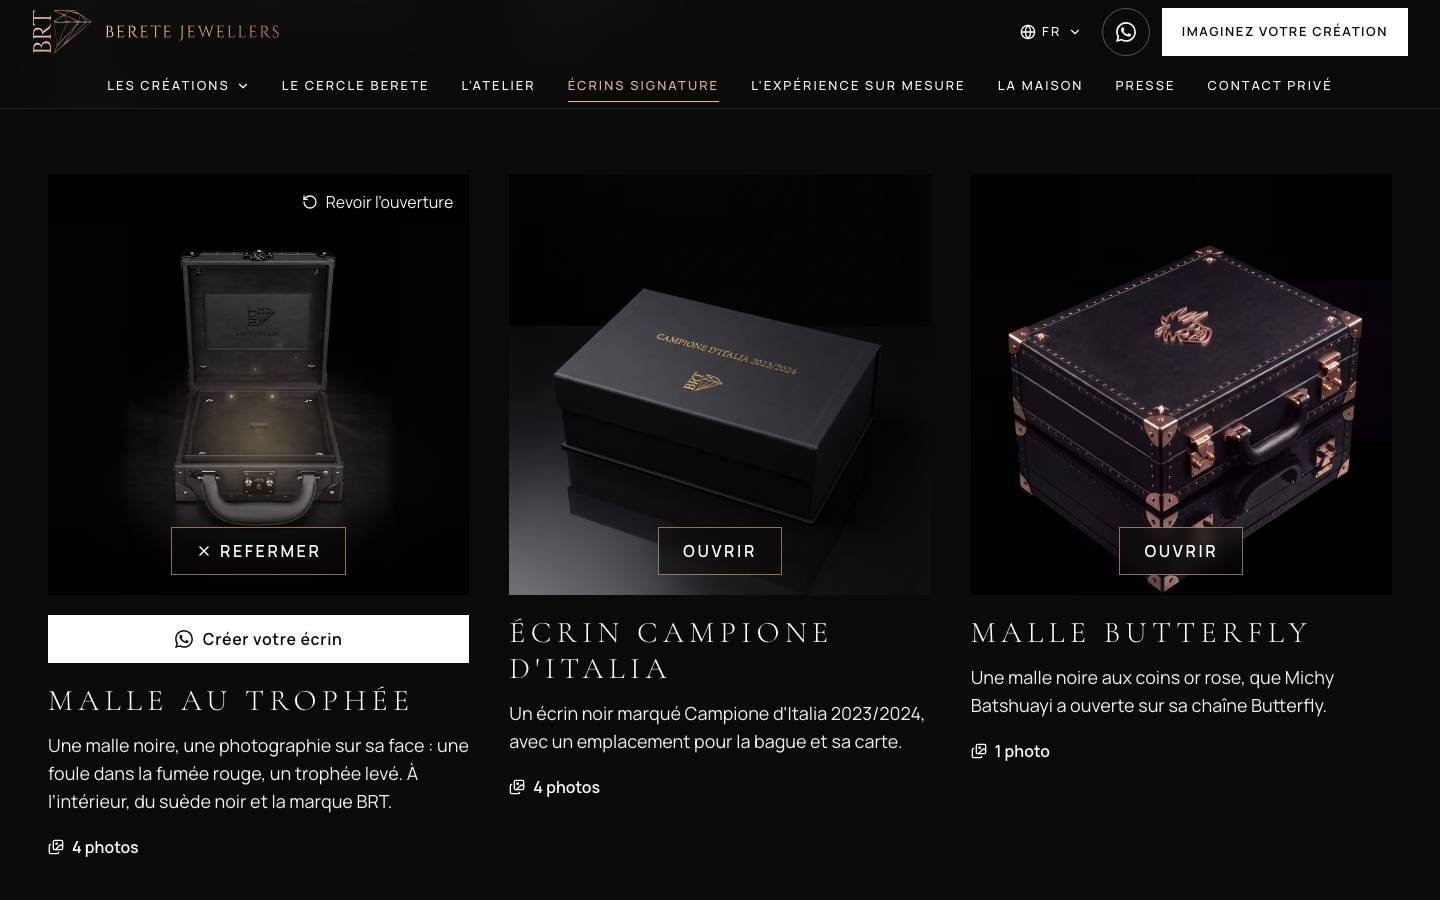 BRT
BERETE JEWELLERS
FR
IMAGINEZ VOTRE CRÉATION
LES CRÉATIONS
LE CERCLE BERETE
L'ATELIER
ÉCRINS SIGNATURE
L'EXPÉRIENCE SUR MESURE
LA MAISON
PRESSE
CONTACT PRIVÉ
Revoir l'ouverture
BRT
REFERMER
CAMPIONE D'ITALIA 2023/2024
BRT
OUVRIR
OUVRIR
Créer votre écrin
MALLE AU TROPHÉE
Une malle noire, une photographie sur sa face : une
foule dans la fumée rouge, un trophée levé. À
l'intérieur, du suède noir et la marque BRT.
4 photos
ÉCRIN CAMPIONE
D'ITALIA
Un écrin noir marqué Campione d'Italia 2023/2024,
avec un emplacement pour la bague et sa carte.
4 photos
MALLE BUTTERFLY
Une malle noire aux coins or rose, que Michy
Batshuayi a ouverte sur sa chaîne Butterfly.
1 photo